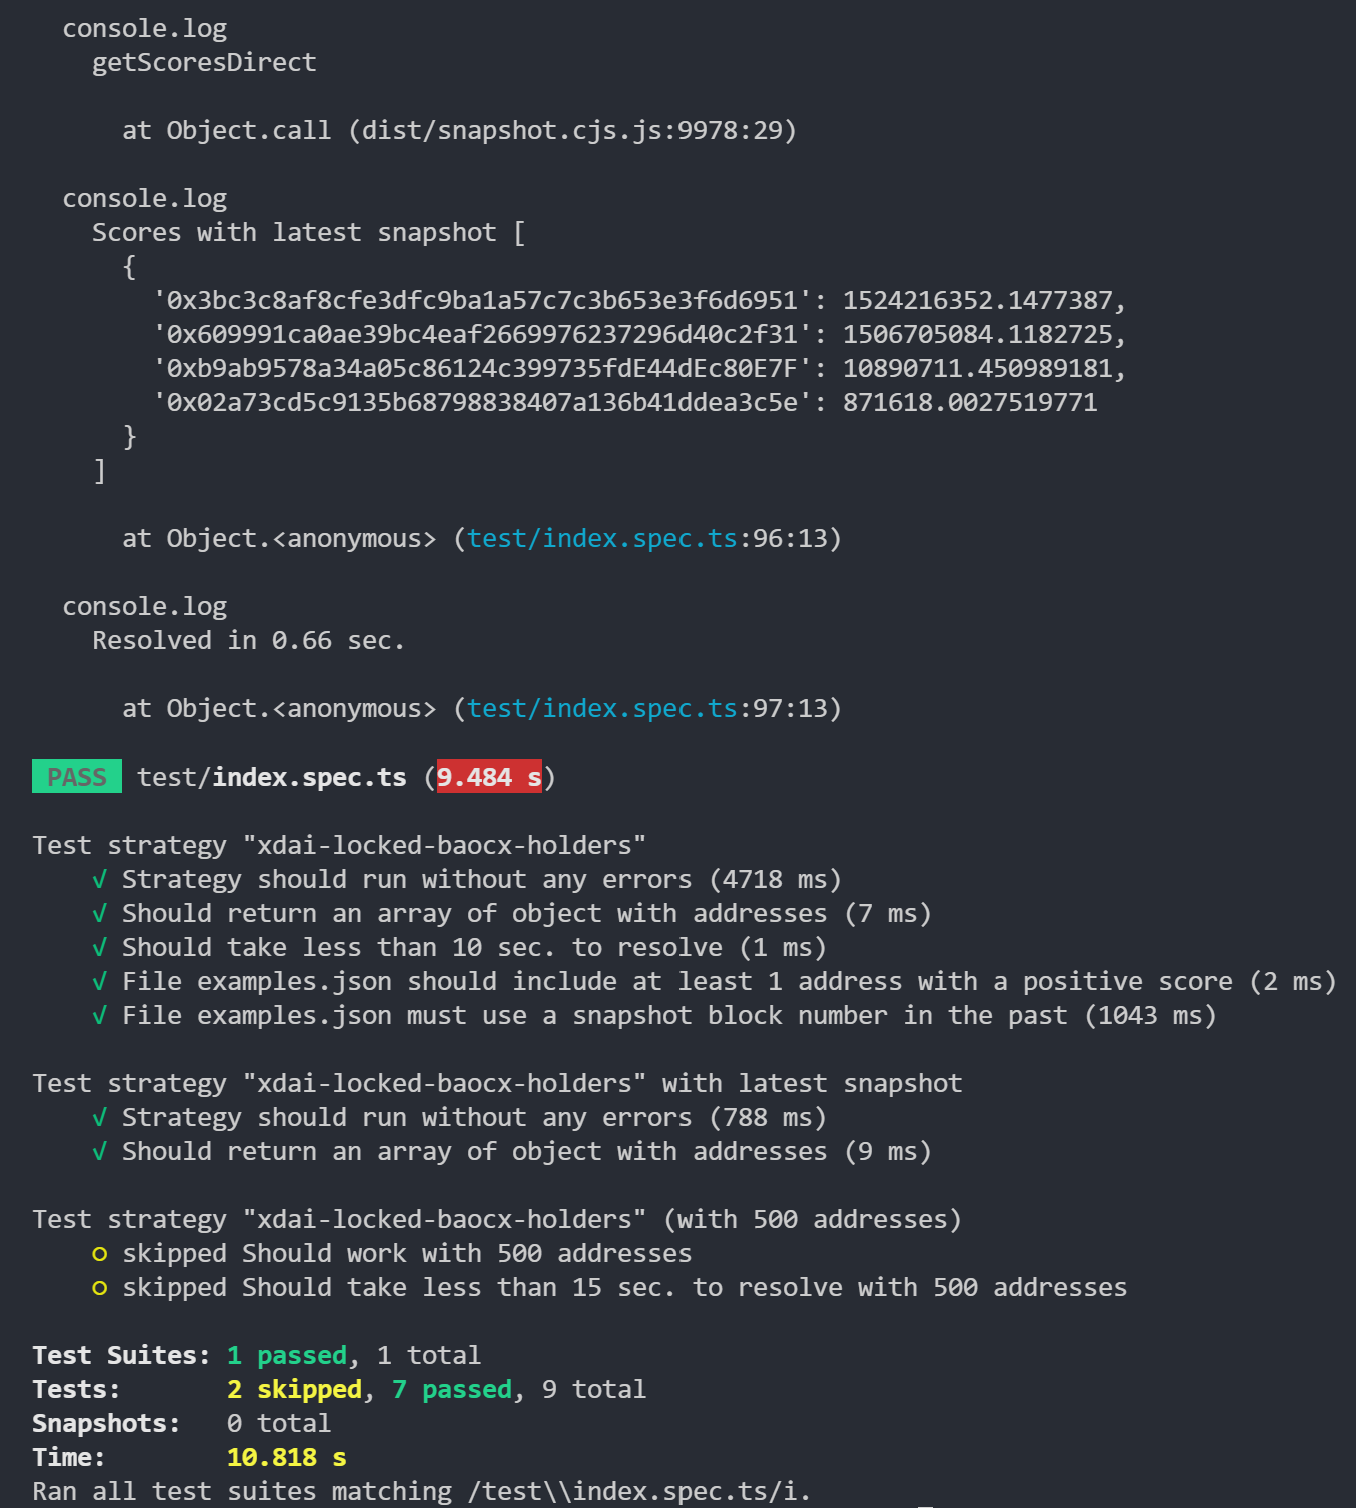 console.log
getScoresDirect
at Object.call (dist/snapshot.cjs.js:9978:29)
console.log
Scores with latest snapshot [
{
'0x3bc3c8af8cfe3dfc9ba1a57c7c3b653e3f6d6951': 1524216352.1477387,
'0x609991ca0ae39bc4eaf2669976237296d40c2f31': 1506705084.1182725,
'0xb9ab9578a34a05c86124c399735fdE44dEc80E7F': 10890711.450989181,
'0x02a73cd5c9135b68798838407a136b41ddea3c5e': 871618.0027519771
}
]
at Object.<anonymous> (test/index.spec.ts:96:13)
console.log
Resolved in 0.66 sec.
at Object.<anonymous> (test/index.spec.ts:97:13)
PASS test/index.spec.ts (9.484 s)
Test strategy "xdai-locked-baocx-holders"
√ Strategy should run without any errors (4718 ms)
√ Should return an array of object with addresses (7 ms)
√ Should take less than 10 sec. to resolve (1 ms)
√ File examples.json should include at least 1 address with a positive score (2 ms)
√ File examples.json must use a snapshot block number in the past (1043 ms)
Test strategy "xdai-locked-baocx-holders" with latest snapshot
√ Strategy should run without any errors (788 ms)
√ Should return an array of object with addresses (9 ms)
Test strategy "xdai-locked-baocx-holders" (with 500 addresses)
○ skipped Should work with 500 addresses
○ skipped Should take less than 15 sec. to resolve with 500 addresses
Test Suites: 1 passed, 1 total
Tests: 2 skipped, 7 passed, 9 total
Snapshots: 0 total
Time: 10.818 s
Ran all test suites matching /test\\index.spec.ts/i.